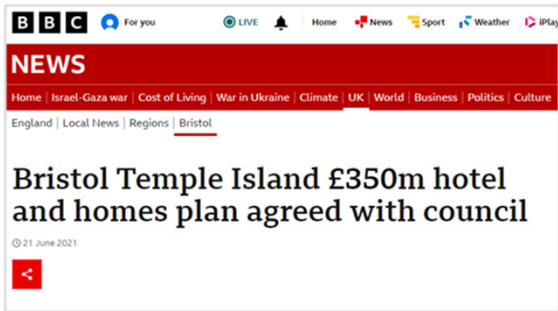 BBC For you LIVE Home News Sport Weather iPlay
NEWS
Home Israel-Gaza war Cost of Living War in Ukraine Climate UK World Business Politics Culture
England Local News Regions Bristol
Bristol Temple Island £350m hotel
and homes plan agreed with council
21 June 2021